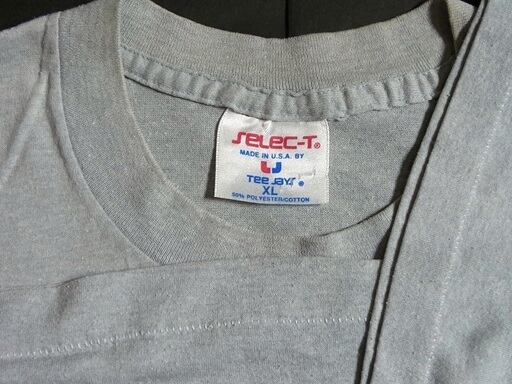 SELEC-T®
MADE IN U.S.A. BY
TEE JAYS ®
XL
50% POLYESTER/COTTON